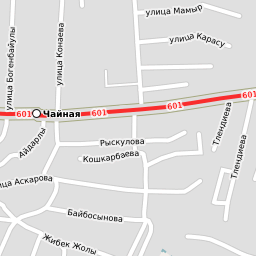 улица Мамыр
улица Карасу
улица Богенбайулы
улица Конаева
601
601
601
601
Чайная
Айдарлы
Рыскулова
Кошкарбаева
Тлендиева
Тлендиева
ица Аскарова
Байбосынова
Жибек Жолы